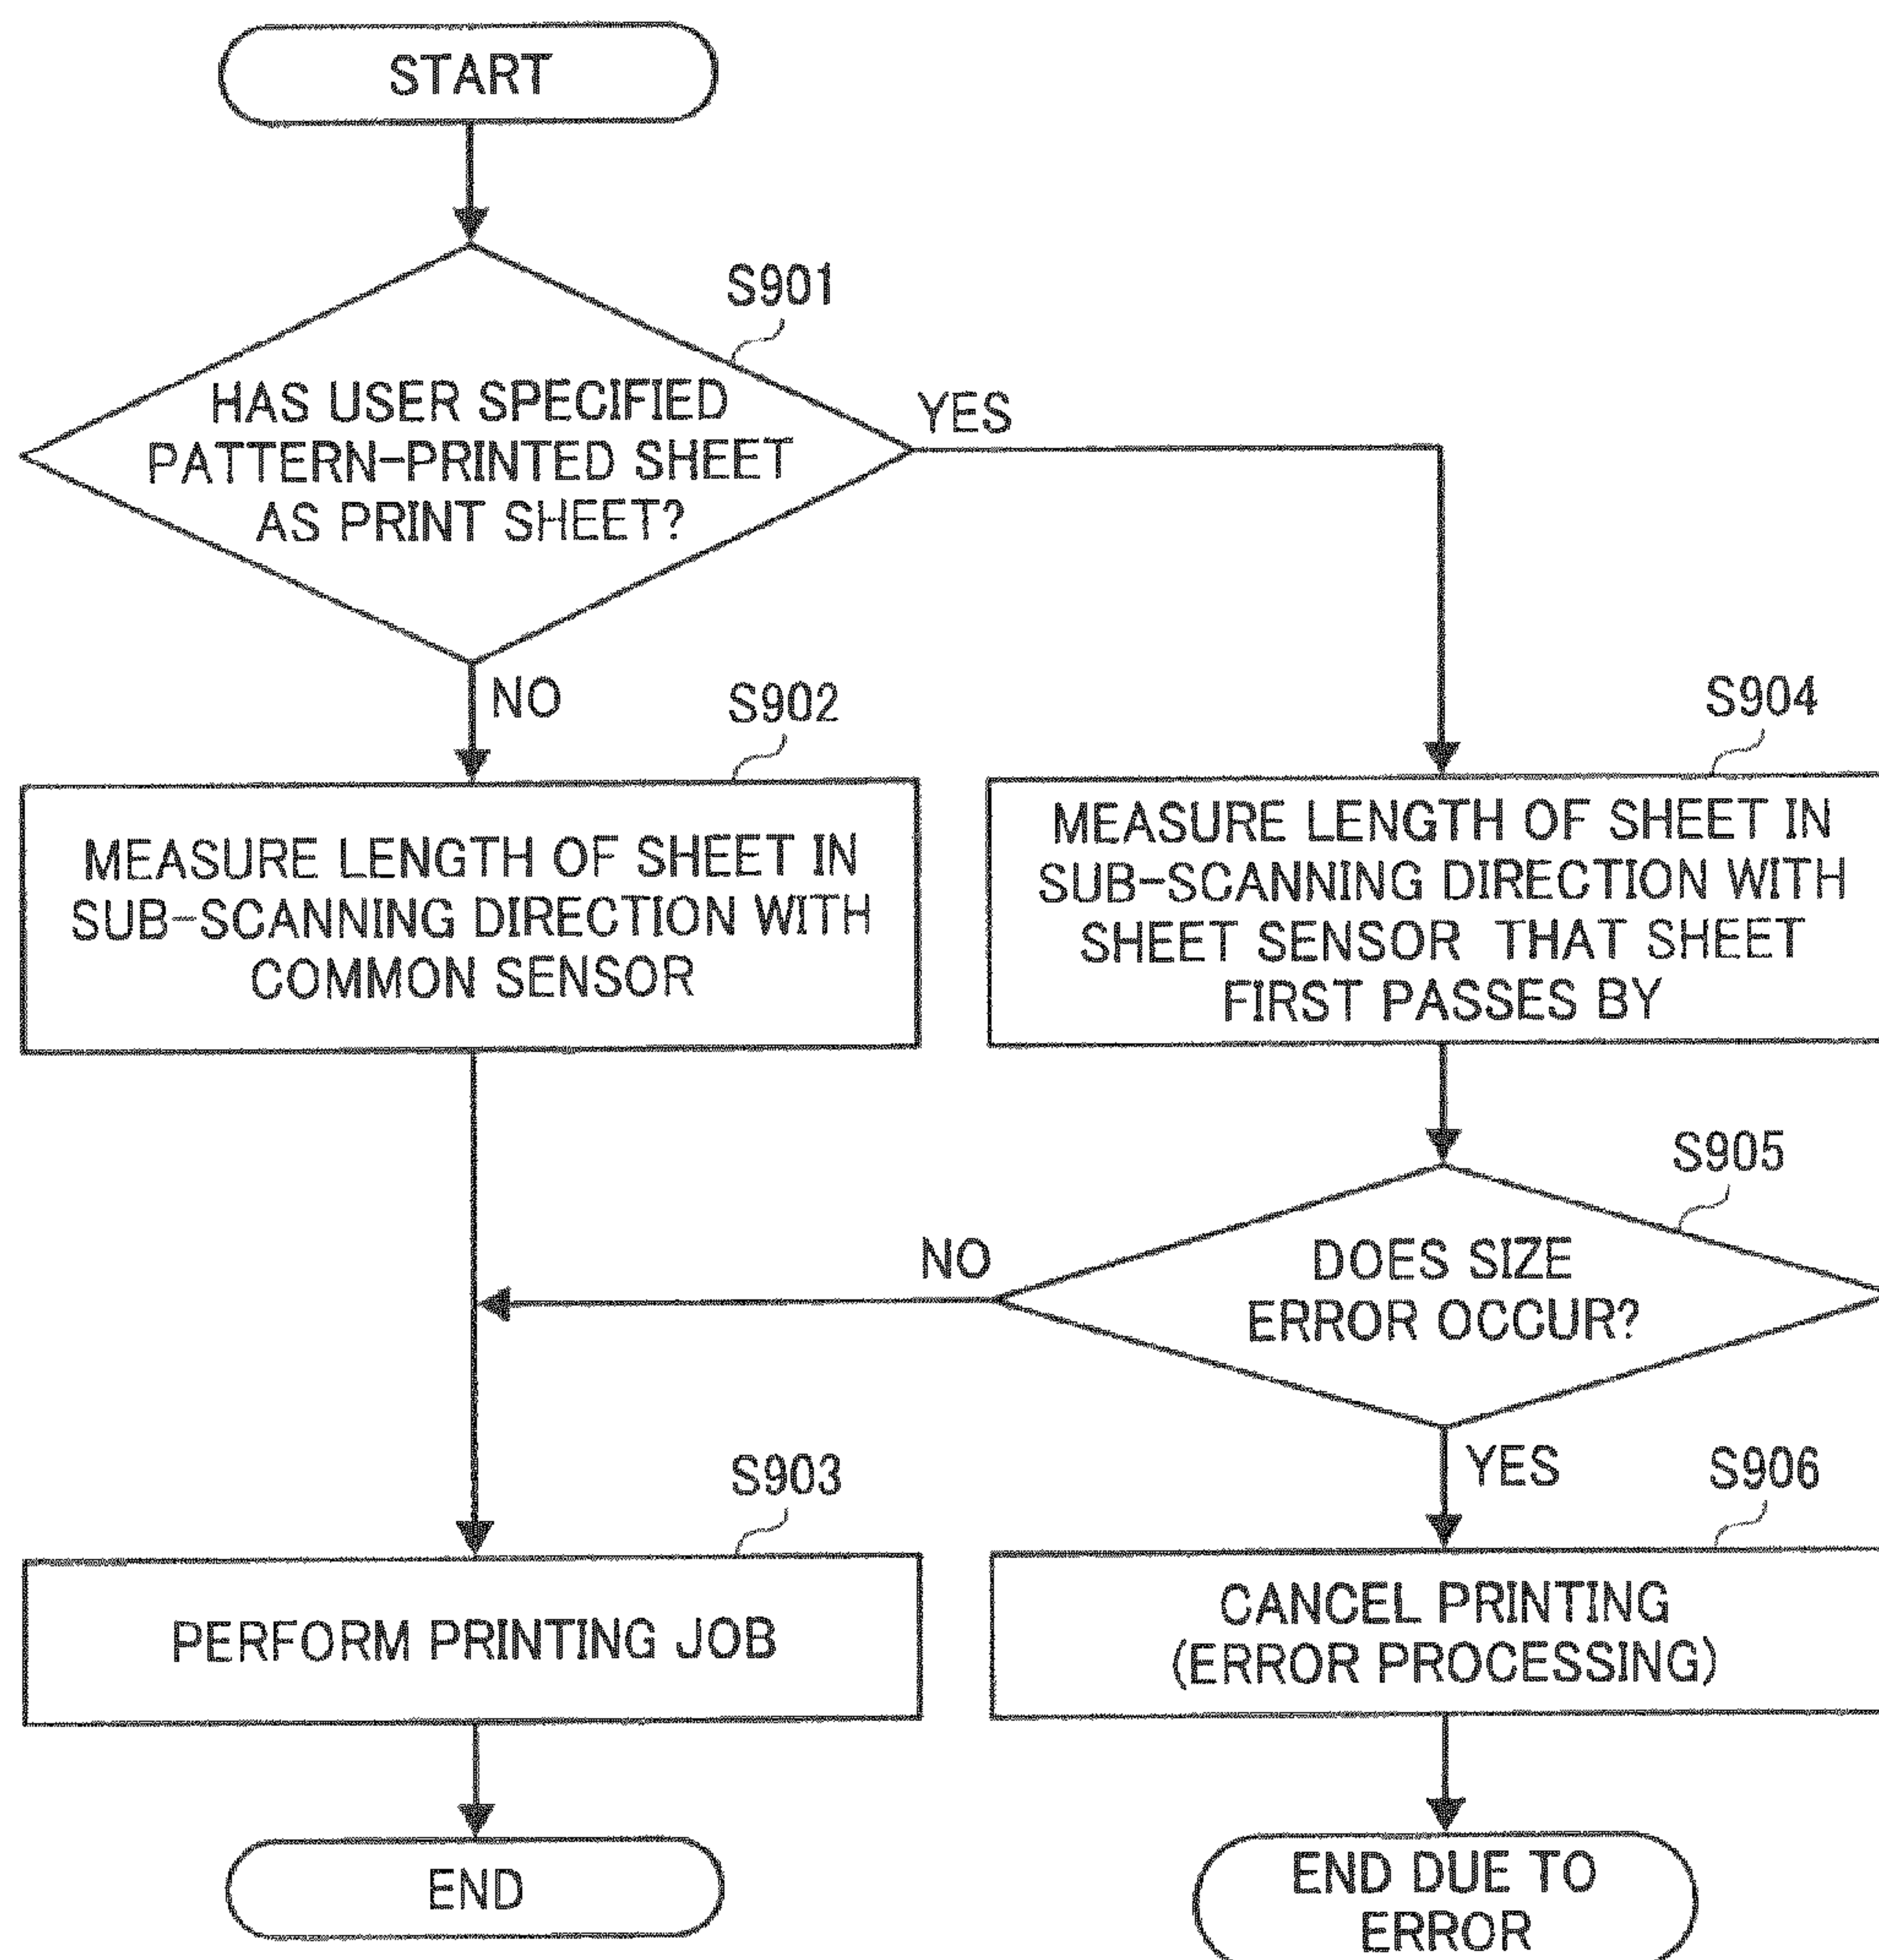 START
S901
HAS USER SPECIFIED
PATTERN-PRINTED SHEET
AS PRINT SHEET?
YES
NO
S902
MEASURE LENGTH OF SHEET IN
SUB-SCANNING DIRECTION WITH
COMMON SENSOR
S904
MEASURE LENGTH OF SHEET IN
SUB-SCANNING DIRECTION WITH
SHEET SENSOR THAT SHEET
FIRST PASSES BY
S905
DOES SIZE
ERROR OCCUR?
NO
YES
S903
PERFORM PRINTING JOB
S906
CANCEL PRINTING
(ERROR PROCESSING)
END
END DUE TO
ERROR